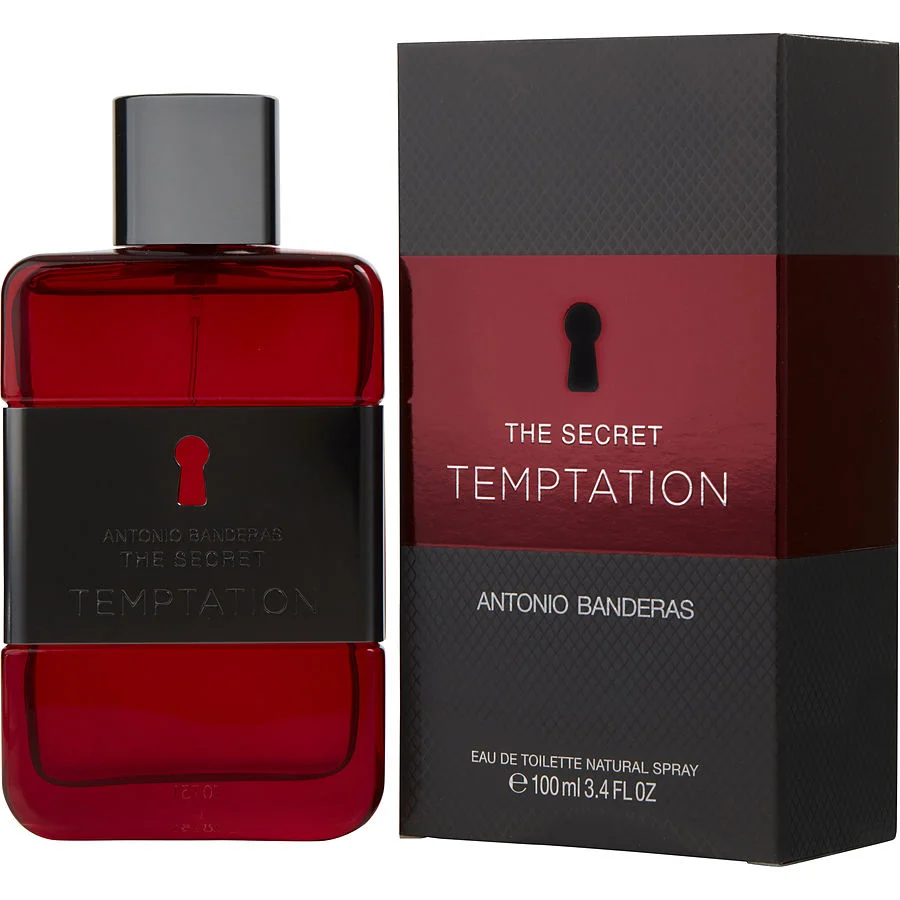 ANTONIO BANDERAS
THE SECRET
TEMPTATION
THE SECRET
TEMPTATION
ANTONIO BANDERAS
EAU DE TOILETTE NATURAL SPRAY
℮ 100 ml 3.4 FL OZ